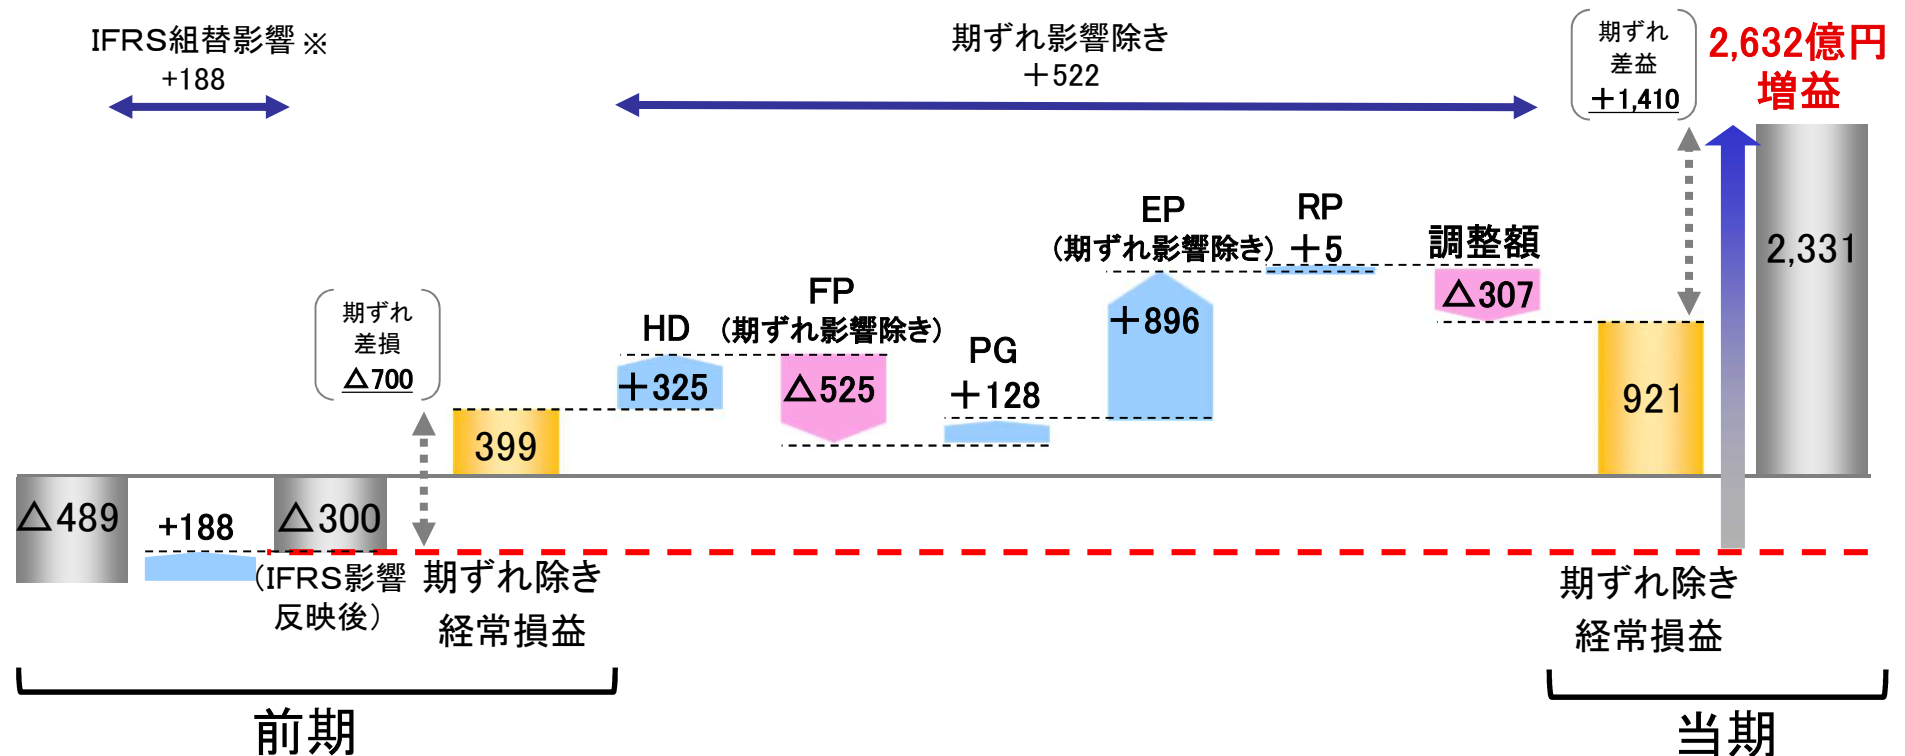 IFRS組替影響※
+188
期ずれ影響除き
＋522
期ずれ
差益
＋1,410
2,632億円
増益
EP
(期ずれ影響除き)
＋896
RP
＋5
調整額
△307
2,331
期ずれ
差損
△700
HD
＋325
FP
(期ずれ影響除き)
△525
PG
＋128
399
921
△489
+188
△300
(IFRS影響
反映後)
期ずれ除き
経常損益
期ずれ除き
経常損益
前期
当期